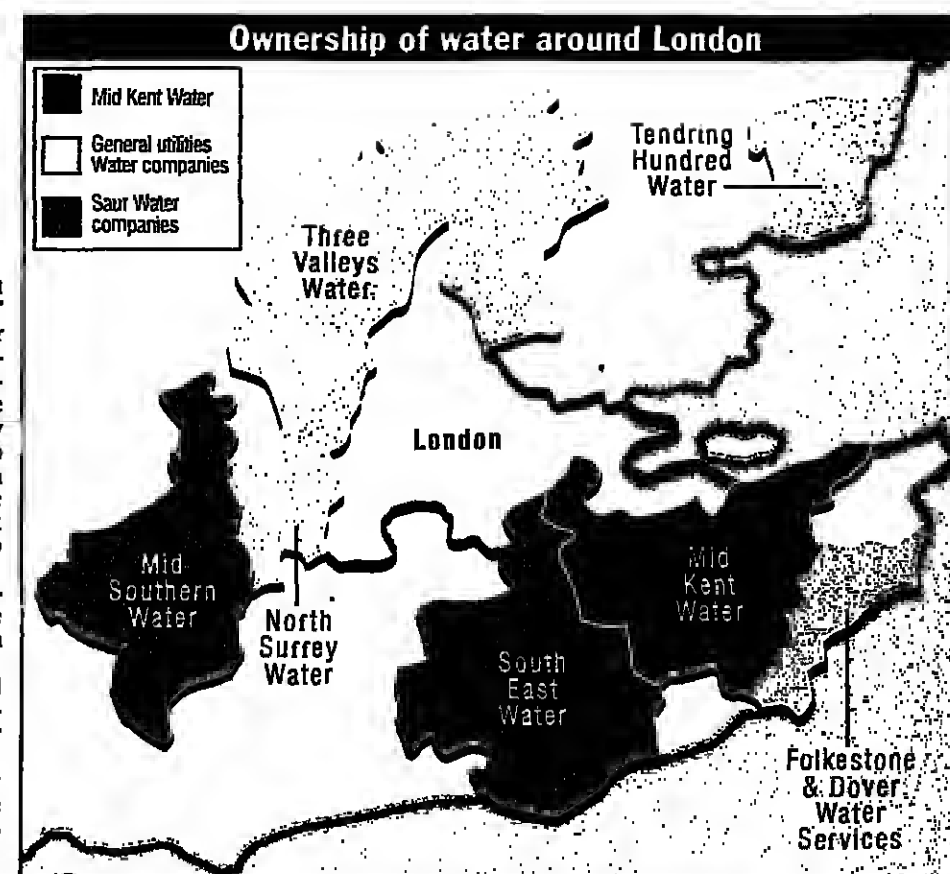 Ownership of water around London
Mid Kent Water
General utilities
Water companies
Saur Water
companies
Tendring
Hundred
Water
Three
Valleys
Water
London
Mid
Southern
Water
North
Surrey
Water
Mid
Kent
Water
South
East
Water
Folkestone
& Dover
Water
Services